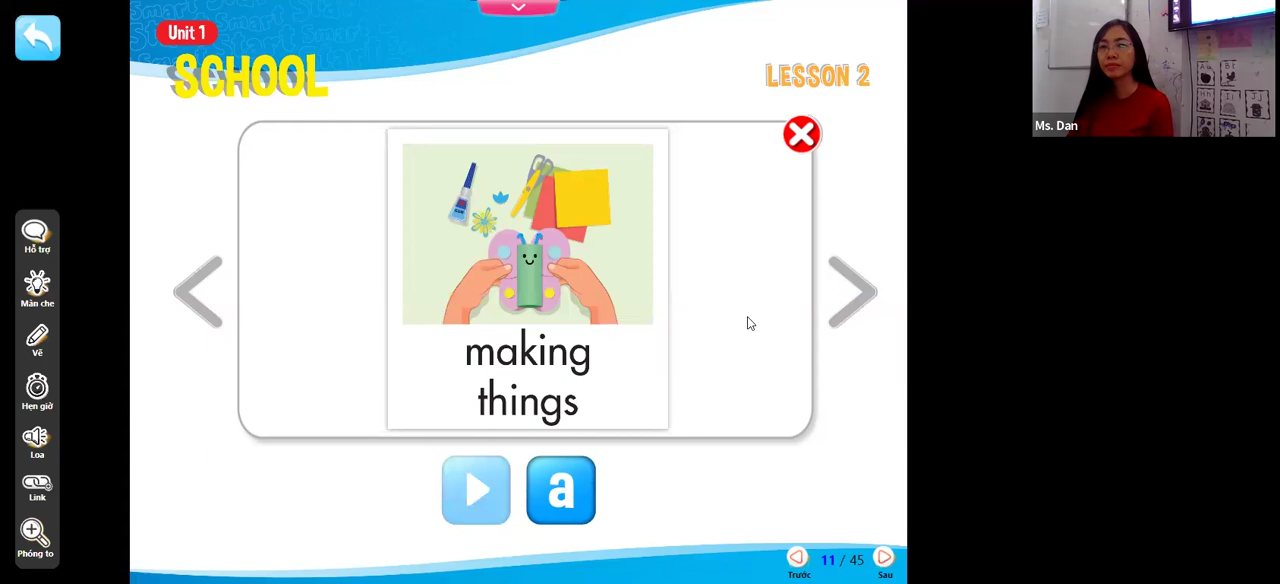 Unit 1
SCHOOL
LESSON 2
Ms. Dan
making
things
a
Hỗ trợ
Màn che
Vẽ
Hẹn giờ
Loa
Link
Phóng to
11 / 45
Trước
Sau